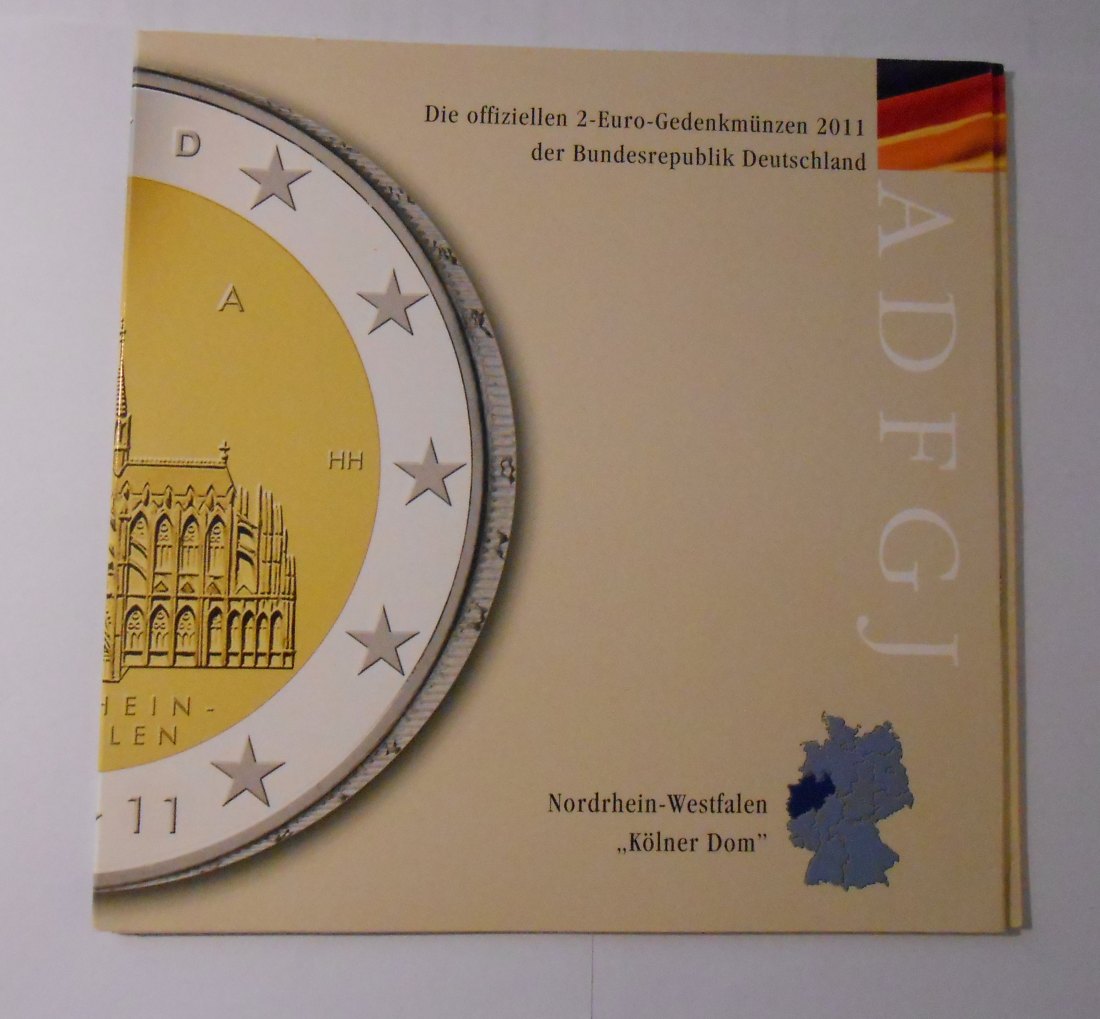 Die offiziellen 2-Euro-Gedenkmünzen 2011
der Bundesrepublik Deutschland
D
A
HH
HEIN-
LEN
11
A D F G J
Nordrhein-Westfalen
„Kölner Dom”